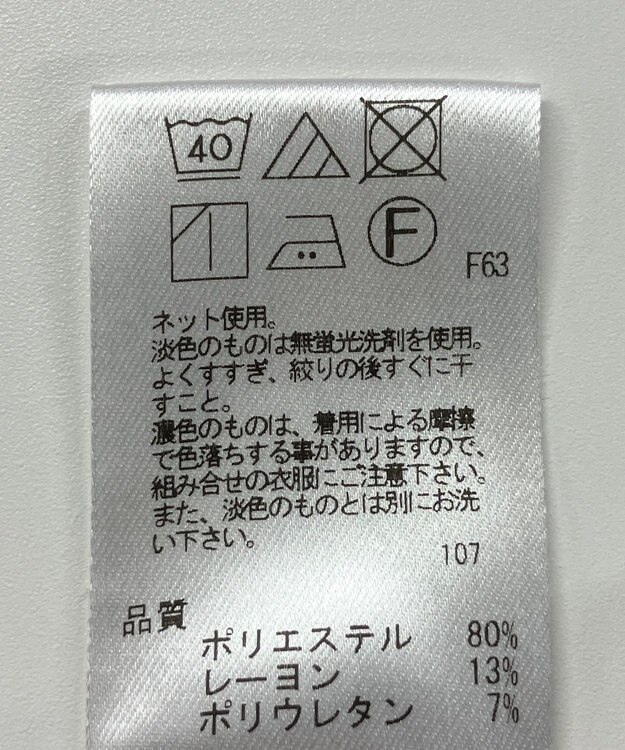 40
F
F63
ネット使用。
淡色のものは無蛍光洗剤を使用。
よくすすぎ、絞りの後すぐに干
すこと。
濃色のものは、着用による摩擦
で色落ちする事がありますので、
組み合せの衣服にご注意下さい。
また、淡色のものとは別にお洗
い下さい。
107
品質
ポリエステル 80%
レーヨン 13%
ポリウレタン 7%